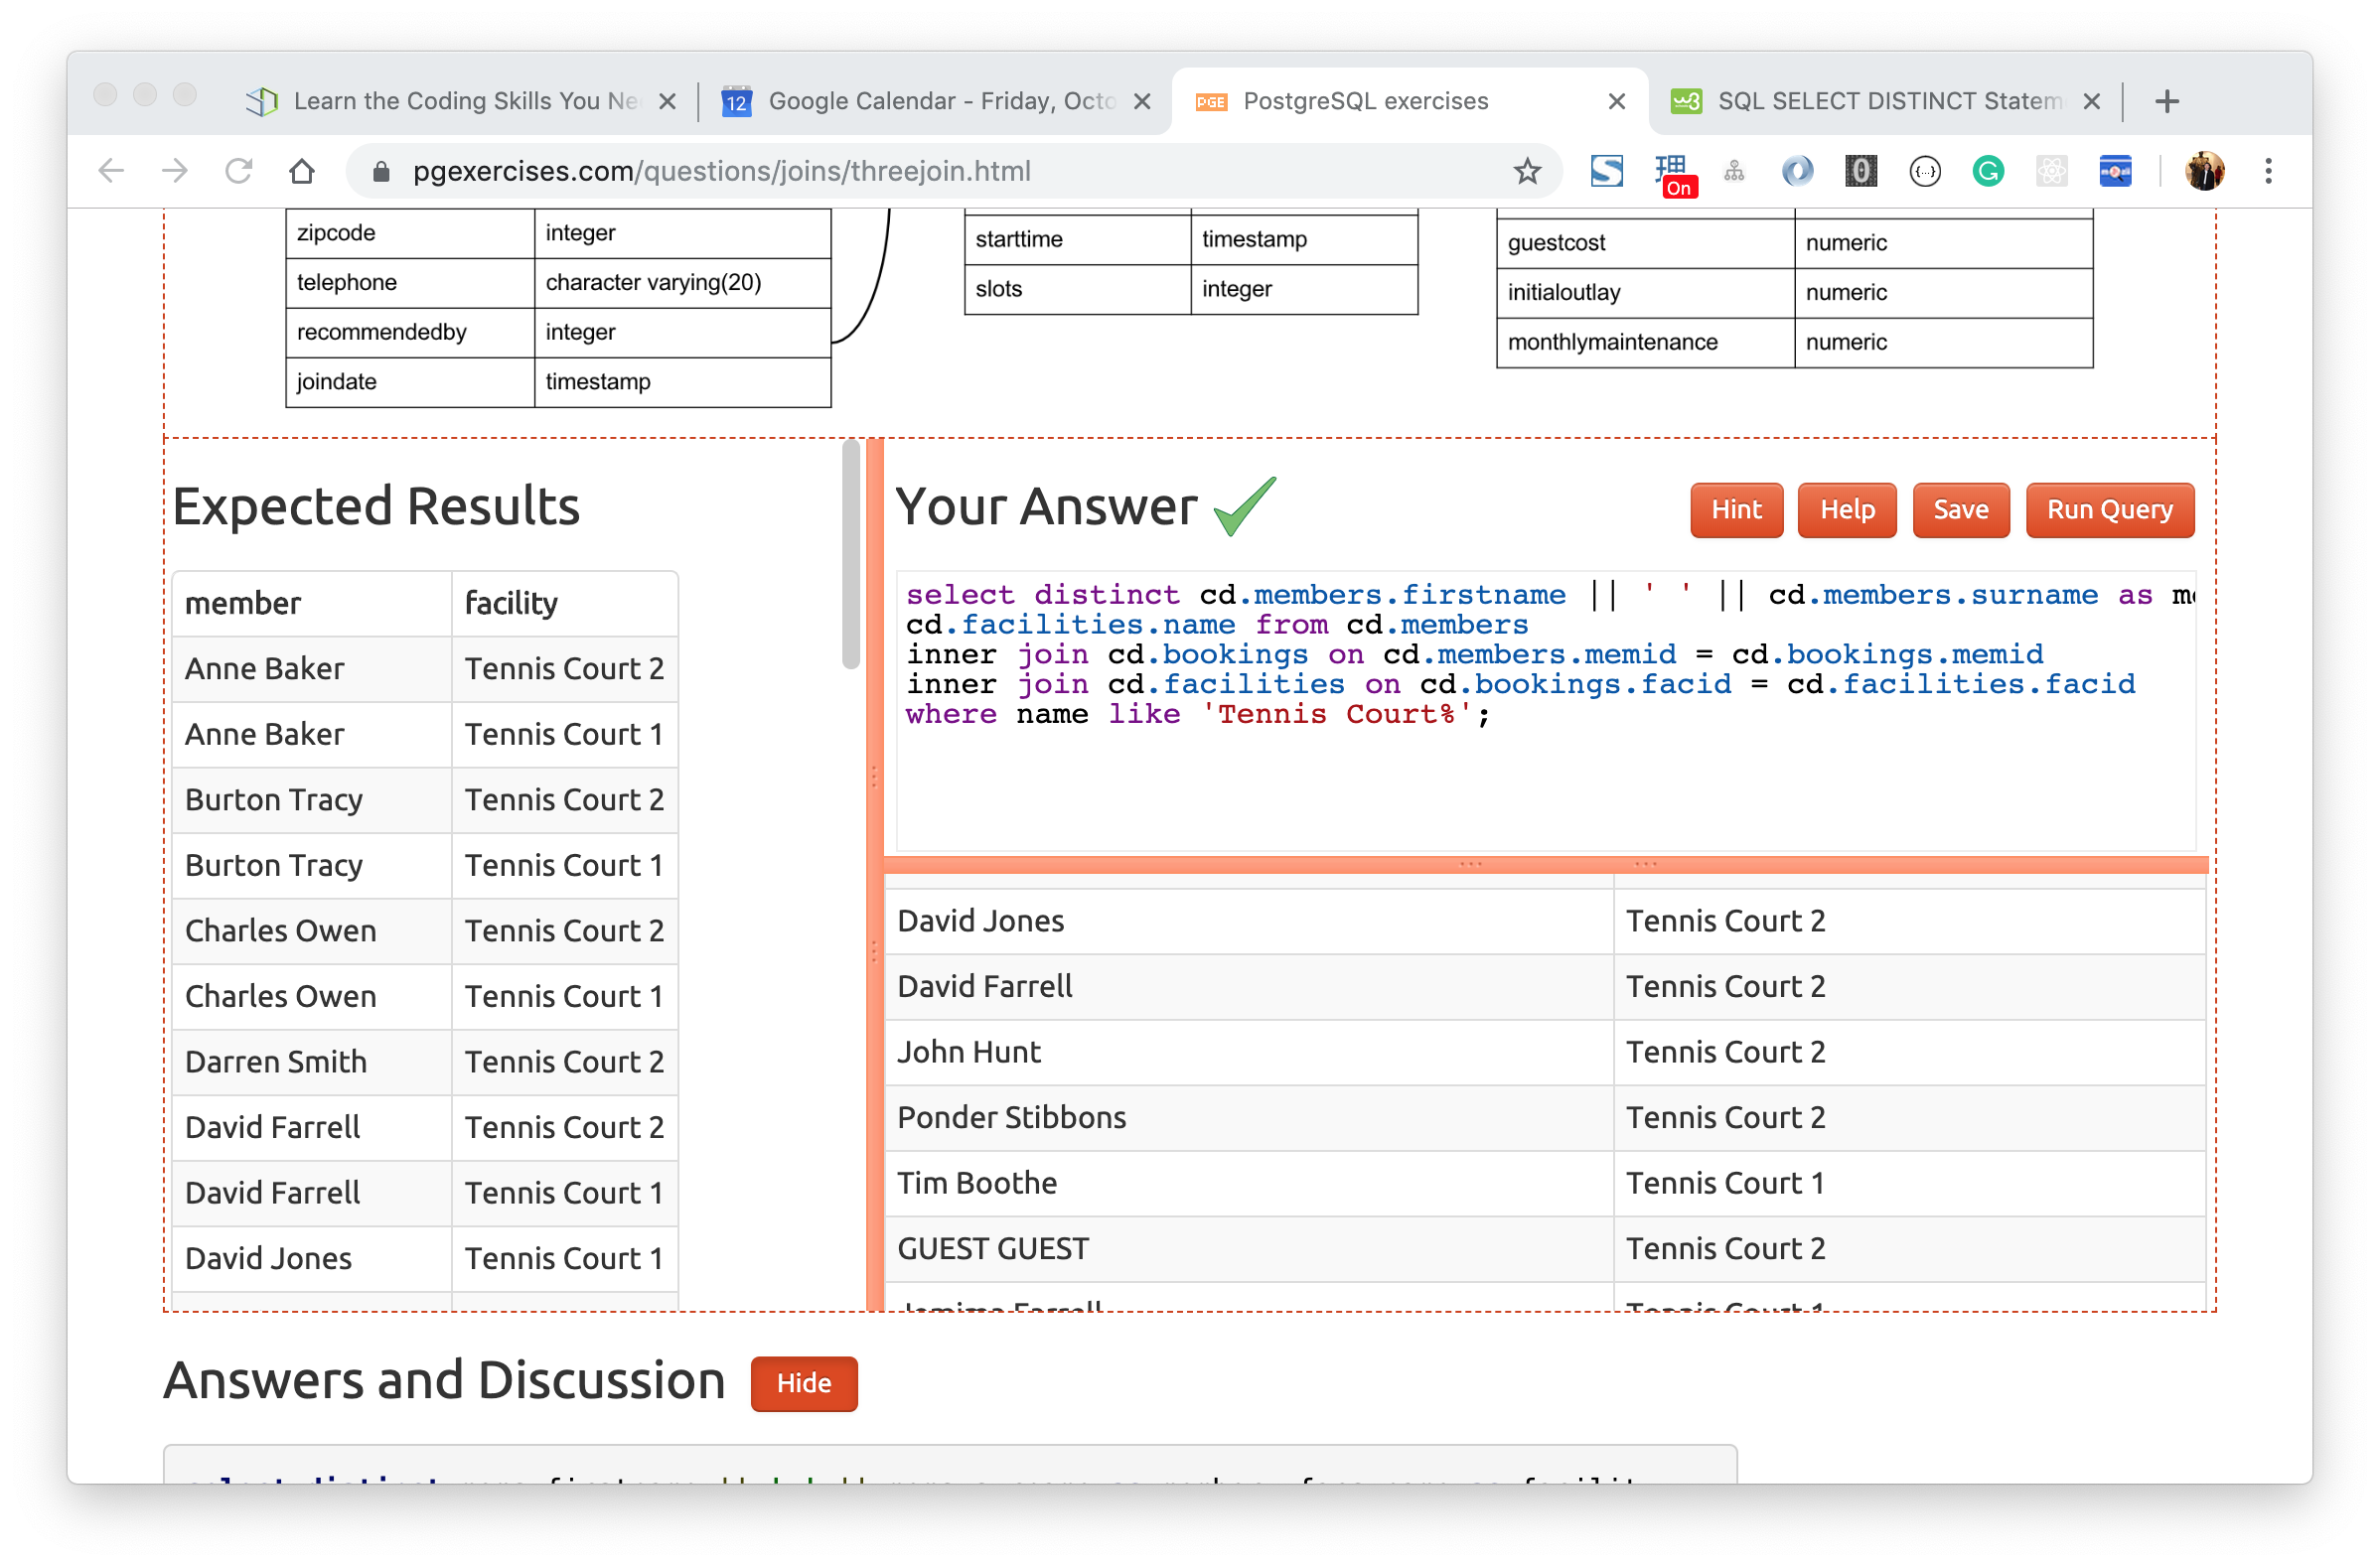 Learn the Coding Skills You Ne
Google Calendar - Friday, Octo
PGE PostgreSQL exercises
w3 SQL SELECT DISTINCT Statem
pgexercises.com/questions/joins/threejoin.html
理 On
zipcode integer
telephone character varying(20)
recommendedby integer
joindate timestamp
starttime timestamp
slots integer
guestcost numeric
initialoutlay numeric
monthlymaintenance numeric
Expected Results
member facility
Anne Baker Tennis Court 2
Anne Baker Tennis Court 1
Burton Tracy Tennis Court 2
Burton Tracy Tennis Court 1
Charles Owen Tennis Court 2
Charles Owen Tennis Court 1
Darren Smith Tennis Court 2
David Farrell Tennis Court 2
David Farrell Tennis Court 1
David Jones Tennis Court 1
Your Answer
Hint Help Save Run Query
select distinct cd.members.firstname || ' ' || cd.members.surname as
cd.facilities.name from cd.members
inner join cd.bookings on cd.members.memid = cd.bookings.memid
inner join cd.facilities on cd.bookings.facid = cd.facilities.facid
where name like 'Tennis Court%';
David Jones Tennis Court 2
David Farrell Tennis Court 2
John Hunt Tennis Court 2
Ponder Stibbons Tennis Court 2
Tim Boothe Tennis Court 1
GUEST GUEST Tennis Court 2
Jemima Farrell Tennis Court 1
Answers and Discussion Hide